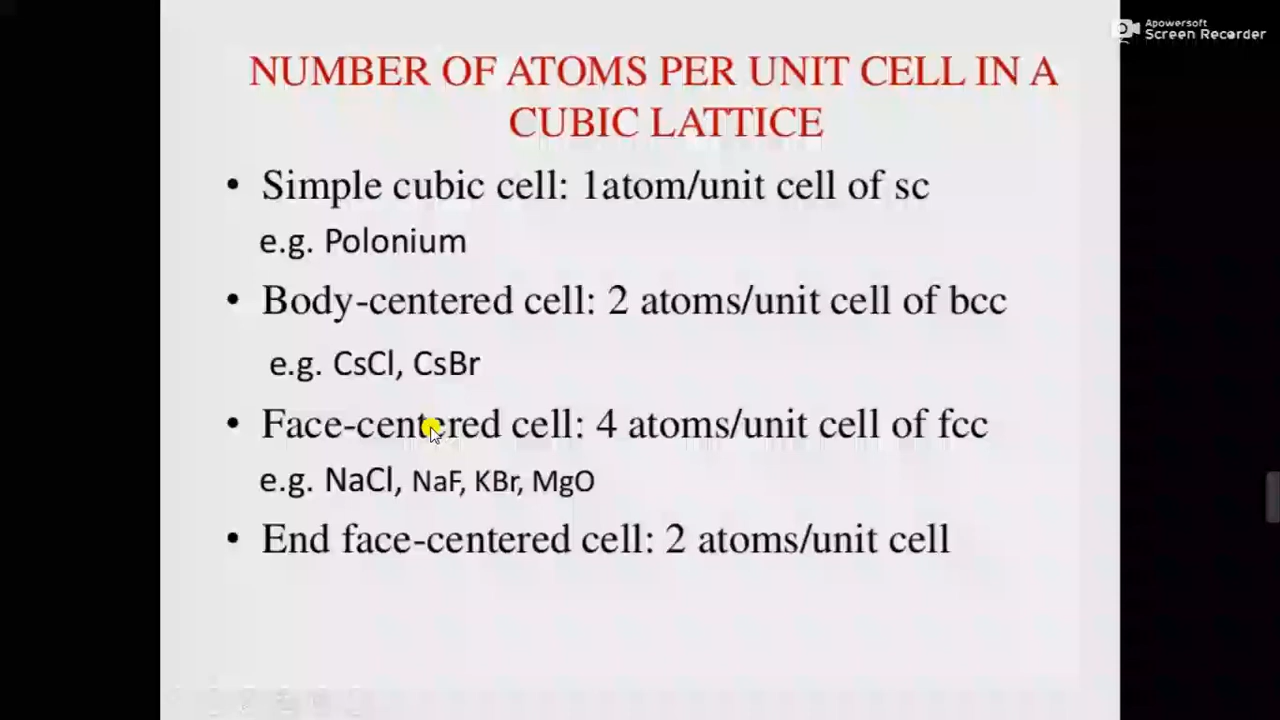 Apowersoft
Screen Recorder
NUMBER OF ATOMS PER UNIT CELL IN A
CUBIC LATTICE
• Simple cubic cell: 1atom/unit cell of sc
e.g. Polonium
• Body-centered cell: 2 atoms/unit cell of bcc
e.g. CsCl, CsBr
• Face-centered cell: 4 atoms/unit cell of fcc
e.g. NaCl, NaF, KBr, MgO
• End face-centered cell: 2 atoms/unit cell